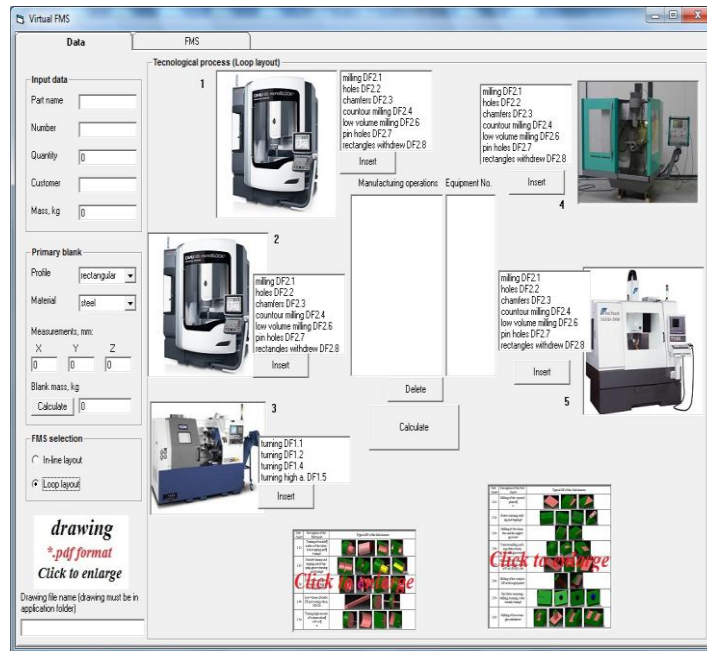 Virtual FMS
Data
FMS
Input data
Part name
Number
Quantity
0
Customer
Mass, kg
0
Primary blank
Profile
rectangular
Material
steel
Measurements, mm:
X Y Z
0 0 0
Blank mass, kg
Calculate
0
FMS selection
In-line layout
Loop layout
drawing
*.pdf format
Click to enlarge
Drawing file name (drawing must be in
application folder)
Tecnological process (Loop layout)
1
milling DF2.1
holes DF2.2
chamfers DF2.3
countour milling DF2.4
low volume milling DF2.6
pin holes DF2.7
rectangles withdrew DF2.8
Insert
2
milling DF2.1
holes DF2.2
chamfers DF2.3
countour milling DF2.4
low volume milling DF2.6
pin holes DF2.7
rectangles withdrew DF2.8
Insert
3
turning DF1.1
turning DF1.2
turning DF1.4
turning high a. DF1.5
Insert
Manufacturing operations
Equipment No.
Delete
Calculate
milling DF2.1
holes DF2.2
chamfers DF2.3
countour milling DF2.4
low volume milling DF2.6
pin holes DF2.7
rectangles withdrew DF2.8
Insert
4
milling DF2.1
holes DF2.2
chamfers DF2.3
countour milling DF2.4
low volume milling DF2.6
pin holes DF2.7
rectangles withdrew DF2.8
Insert
5
Click to enlarge
Click to enlarge